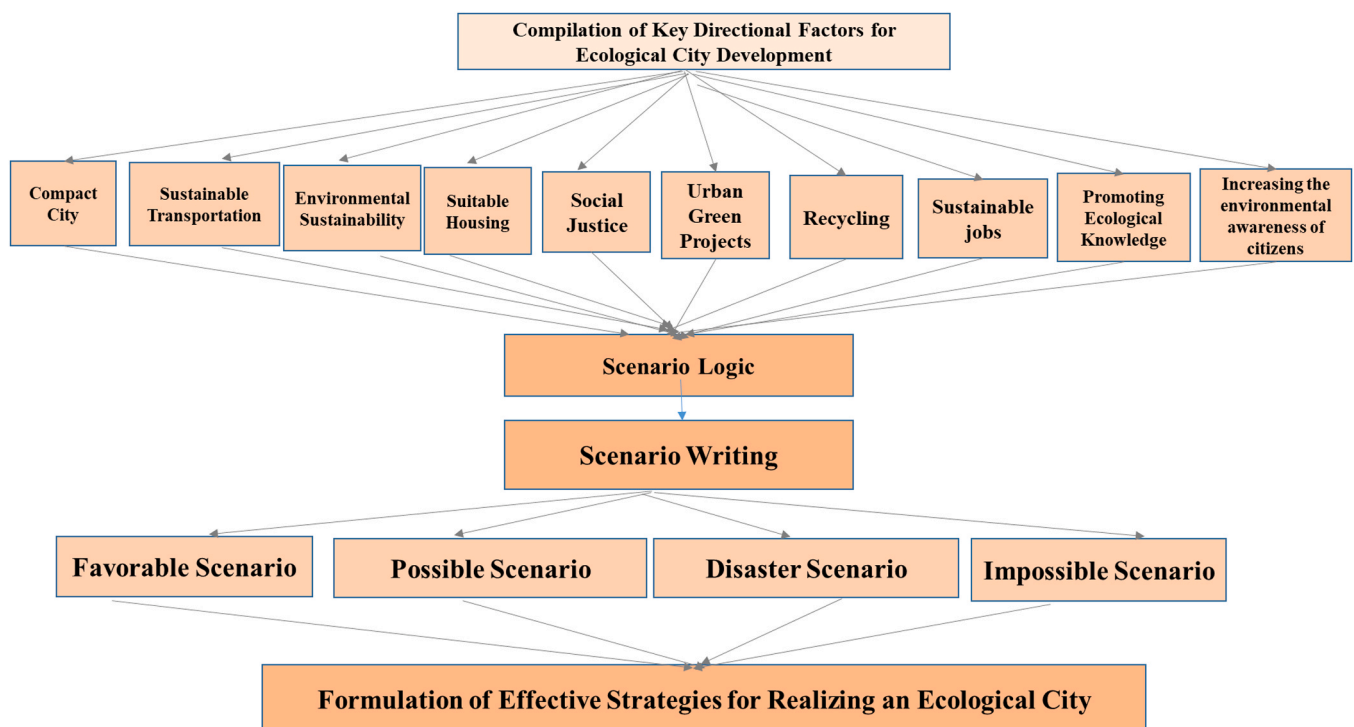 Compilation of Key Directional Factors for
Ecological City Development
Compact
City
Sustainable
Transportation
Environmental
Sustainability
Suitable
Housing
Social
Justice
Urban
Green
Projects
Recycling
Sustainable
jobs
Promoting
Ecological
Knowledge
Increasing the
environmental
awareness of
citizens
Scenario Logic
Scenario Writing
Favorable Scenario
Possible Scenario
Disaster Scenario
Impossible Scenario
Formulation of Effective Strategies for Realizing an Ecological City